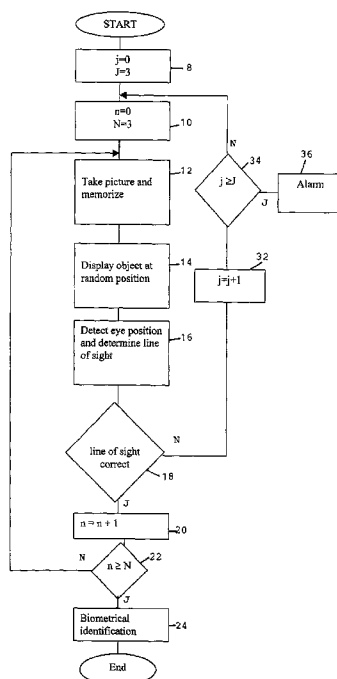 START
j=0
J=3
8
n=0
N=3
10
Take picture and
memorize
12
Display object at
random position
14
Detect eye position
and determine line
of sight
16
line of sight
correct
18
J
N
n = n + 1
20
n ≥ N
22
N
J
Biometrical
identification
24
End
j=j+1
32
j ≥J
34
N
J
Alarm
36